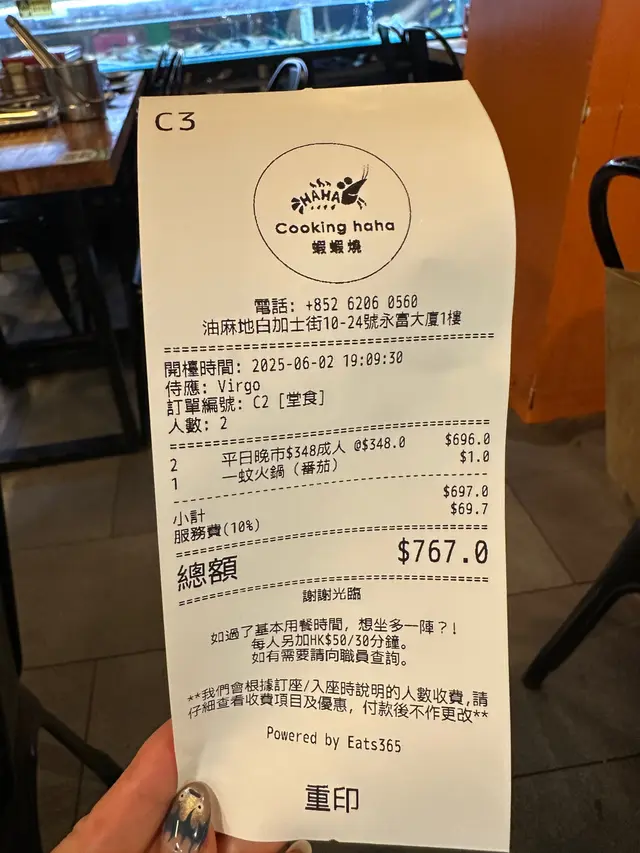 C3
HAHA
Cooking haha
蝦蝦燒
電話: +852 6206 0560
油麻地白加士街10-24號永富大廈1樓
開檯時間: 2025-06-02 19:09:30
侍應: Virgo
訂單編號: C2 [堂食]
人數: 2
2 平日晚市$348成人 @$348.0 $696.0
1 一蚊火鍋 (番茄) $1.0
小計 $697.0
服務費(10%) $69.7
總額 $767.0
謝謝光臨
如過了基本用餐時間, 想坐多一陣?!
每人另加HK$50/30分鐘。
如有需要請向職員查詢。
**我們會根據訂座/入座時說明的人數收費,請
仔細查看收費項目及優惠, 付款後不作更改**
Powered by Eats365
重印